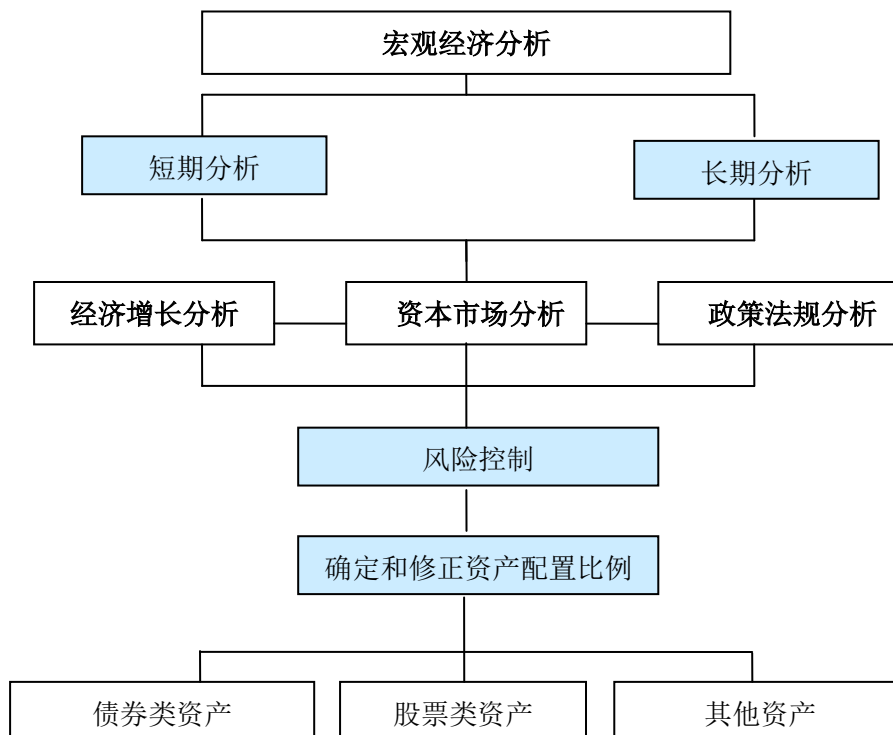 宏观经济分析
短期分析
长期分析
经济增长分析
资本市场分析
政策法规分析
风险控制
确定和修正资产配置比例
债券类资产
股票类资产
其他资产